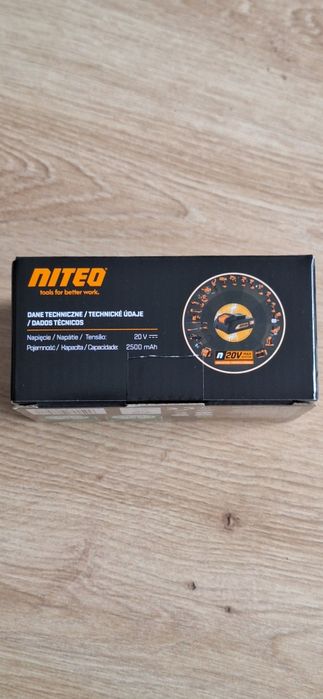 NITEO
tools for better work.
DANE TECHNICZNE / TECHNICKÉ ÚDAJE
/ DADOS TÉCNICOS
Napięcie / Napätie / Tensão: 20 V
Pojemność / Kapacita / Capacidade: 2500 mAh
n 20V MAX